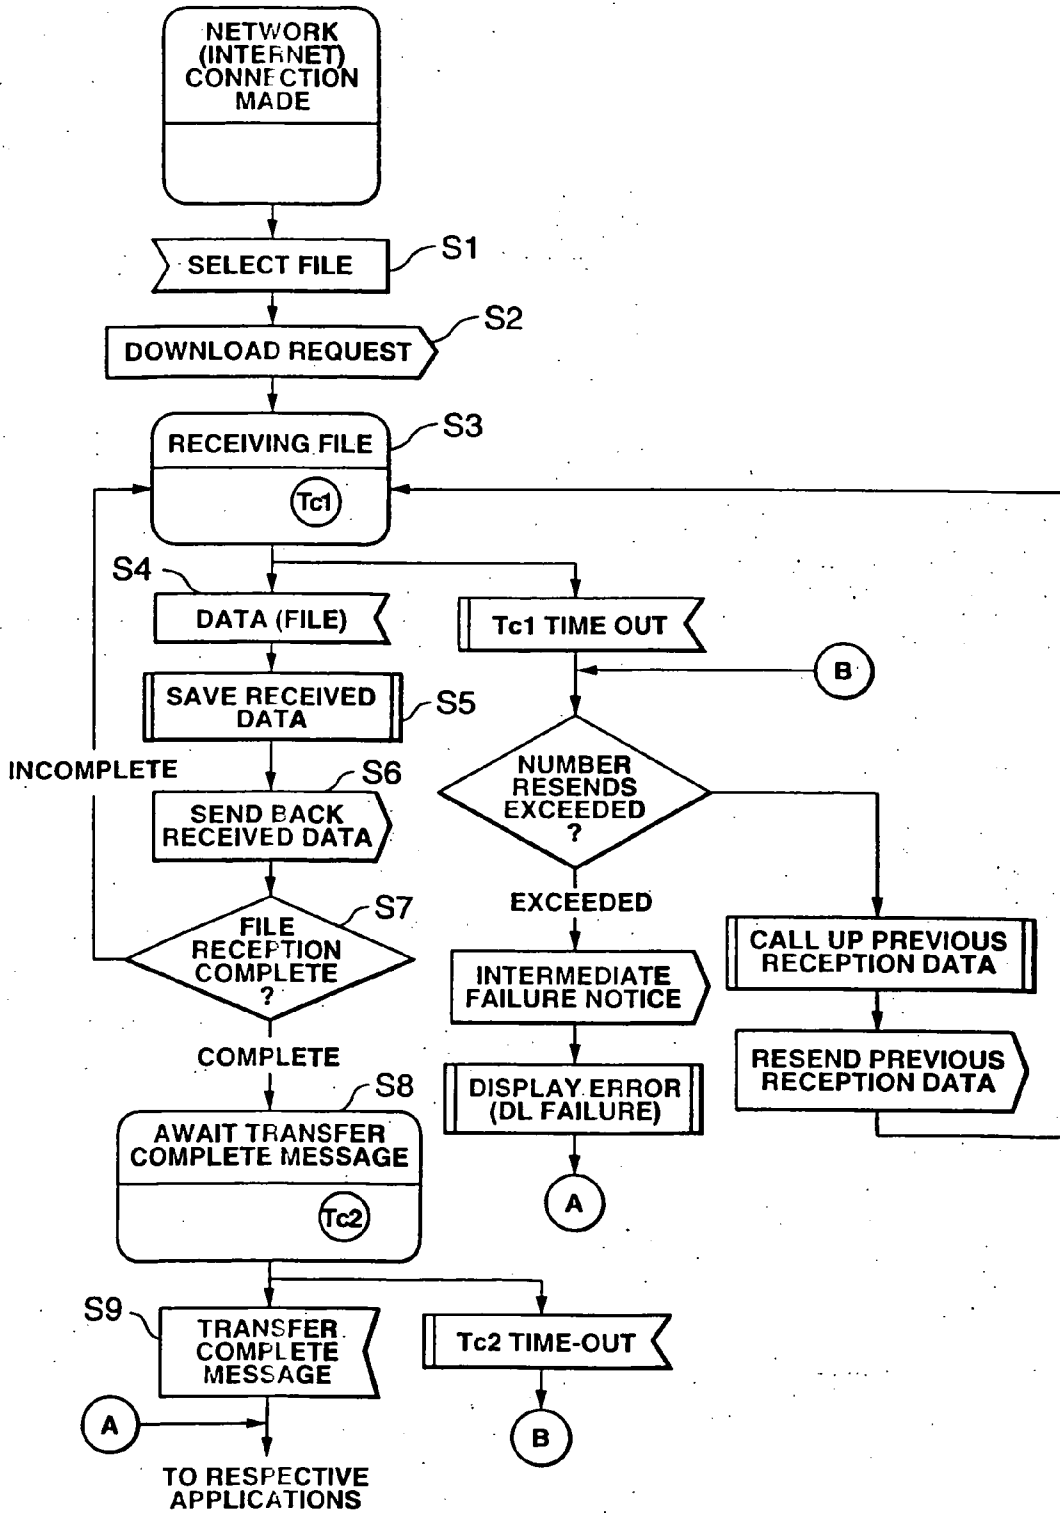 NETWORK
(INTERNET)
CONNECTION
MADE
SELECT FILE
S1
DOWNLOAD REQUEST
S2
RECEIVING FILE
S3
Tc1
S4
DATA (FILE)
Tc1 TIME OUT
B
SAVE RECEIVED
DATA
S5
INCOMPLETE
S6
SEND BACK
RECEIVED DATA
NUMBER
RESENDS
EXCEEDED
?
EXCEEDED
S7
FILE
RECEPTION
COMPLETE
?
INTERMEDIATE
FAILURE NOTICE
CALL UP PREVIOUS
RECEPTION DATA
COMPLETE
DISPLAY ERROR
(DL FAILURE)
RESEND PREVIOUS
RECEPTION DATA
S8
AWAIT TRANSFER
COMPLETE MESSAGE
Tc2
A
S9
TRANSFER
COMPLETE
MESSAGE
Tc2 TIME-OUT
A
B
TO RESPECTIVE
APPLICATIONS